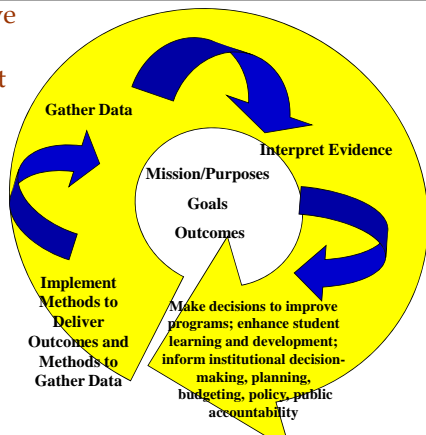 ve
t
Gather Data
Interpret Evidence
Mission/Purposes
Goals
Outcomes
Implement
Methods to
Deliver
Outcomes and
Methods to
Gather Data
Make decisions to improve
programs; enhance student
learning and development;
inform institutional decision-
making, planning,
budgeting, policy, public
accountability